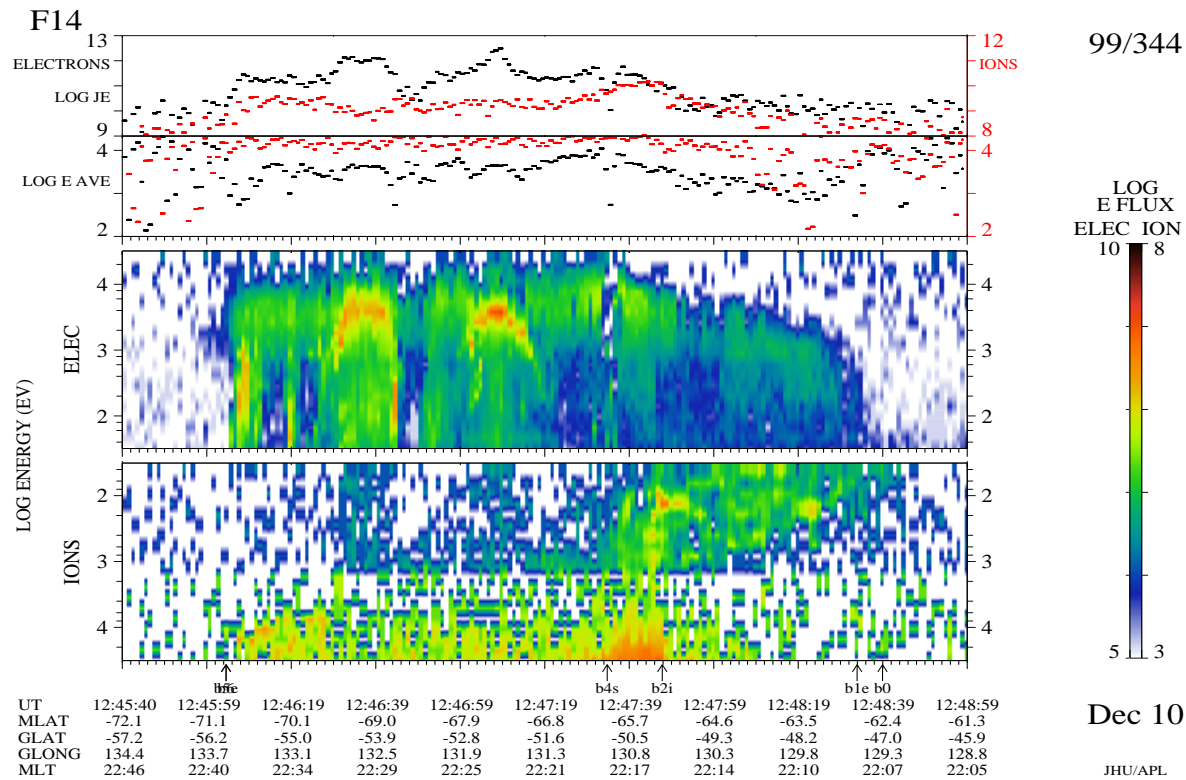 F14
99/344
13
12
ELECTRONS
IONS
LOG JE
9
8
4
4
LOG E AVE
2
2
LOG
E FLUX
ELEC ION
10 8
5 3
LOG ENERGY (EV)
ELEC
4
4
3
3
2
2
IONS
2
2
3
3
4
4
b4s b2i b1e b0
UT 12:45:40 12:45:59 12:46:19 12:46:39 12:46:59 12:47:19 12:47:39 12:47:59 12:48:19 12:48:39 12:48:59
MLAT -72.1 -71.1 -70.1 -69.0 -67.9 -66.8 -65.7 -64.6 -63.5 -62.4 -61.3
GLAT -57.2 -56.2 -55.0 -53.9 -52.8 -51.6 -50.5 -49.3 -48.2 -47.0 -45.9
GLONG 134.4 133.7 133.1 132.5 131.9 131.3 130.8 130.3 129.8 129.3 128.8
MLT 22:46 22:40 22:34 22:29 22:25 22:21 22:17 22:14 22:10 22:07 22:05
Dec 10
JHU/APL